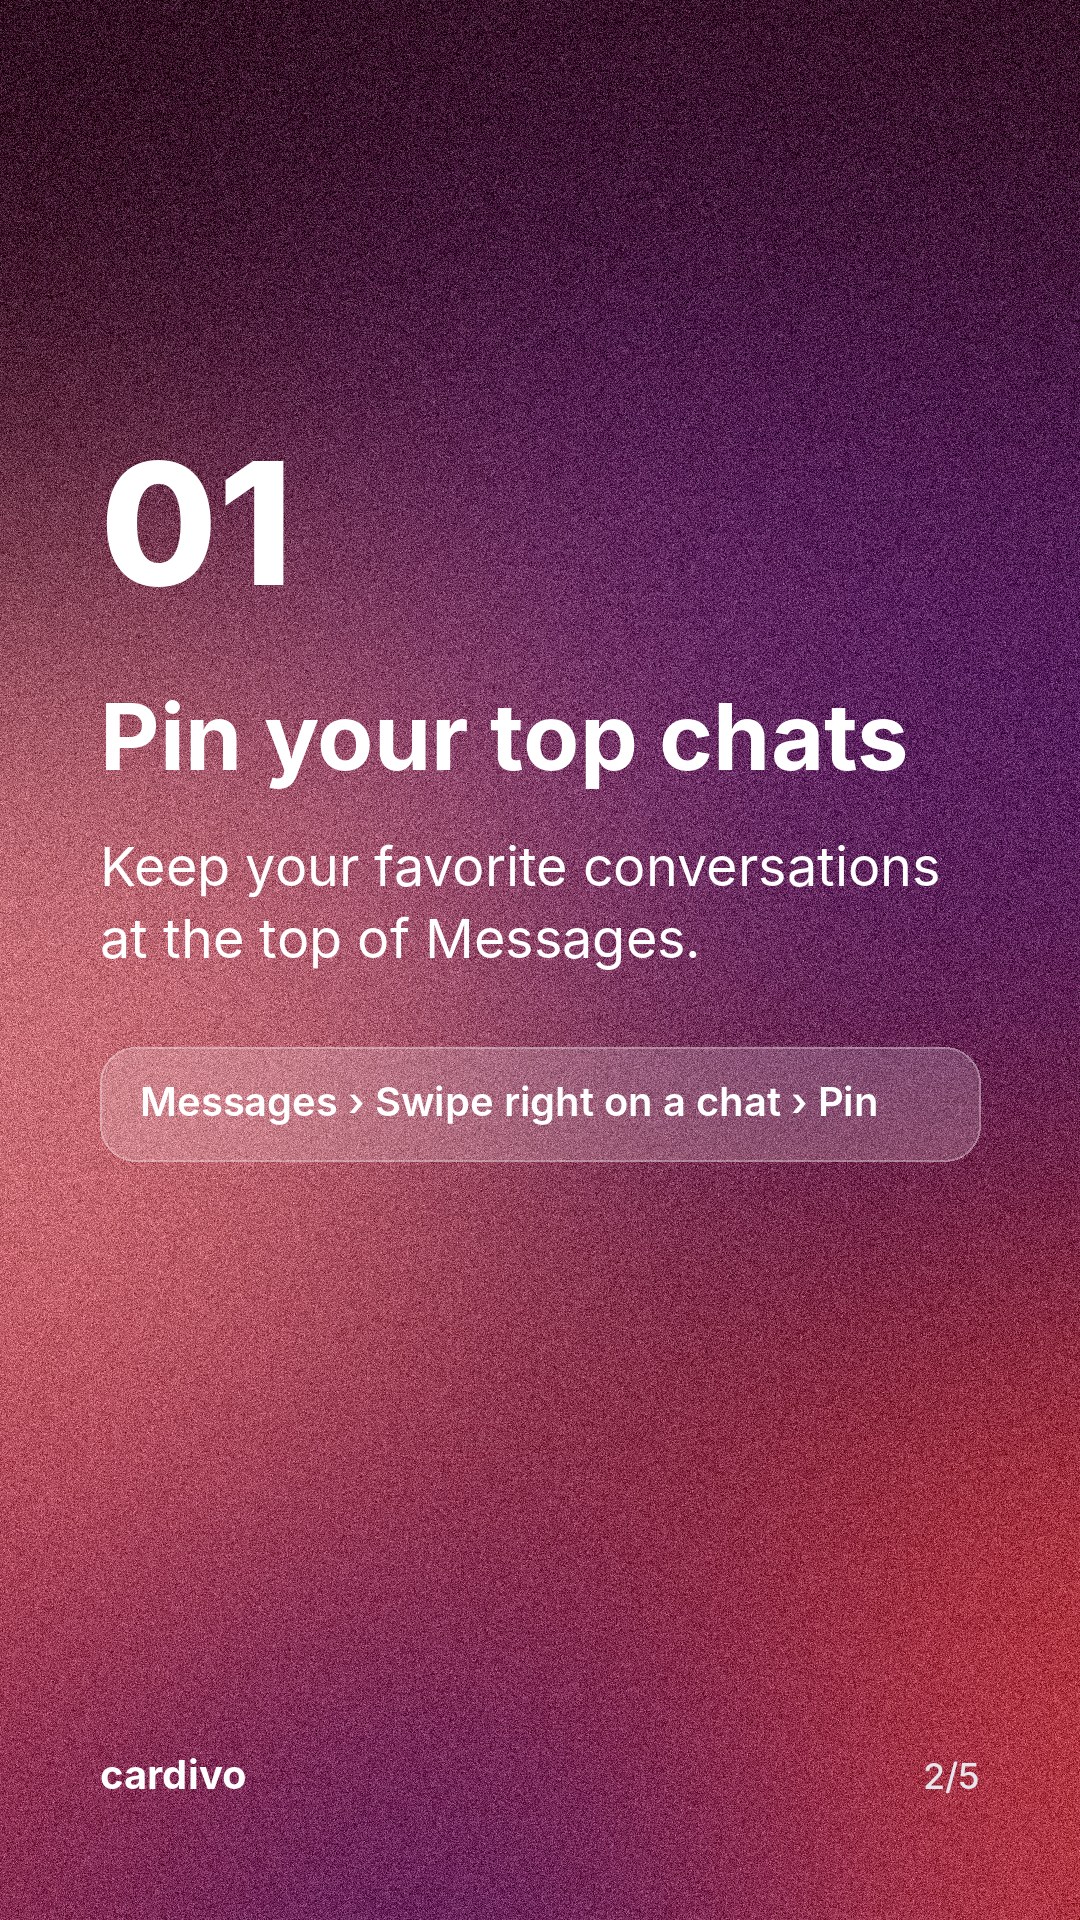 01
Pin your top chats
Keep your favorite conversations
at the top of Messages.
Messages › Swipe right on a chat › Pin
cardivo
2/5